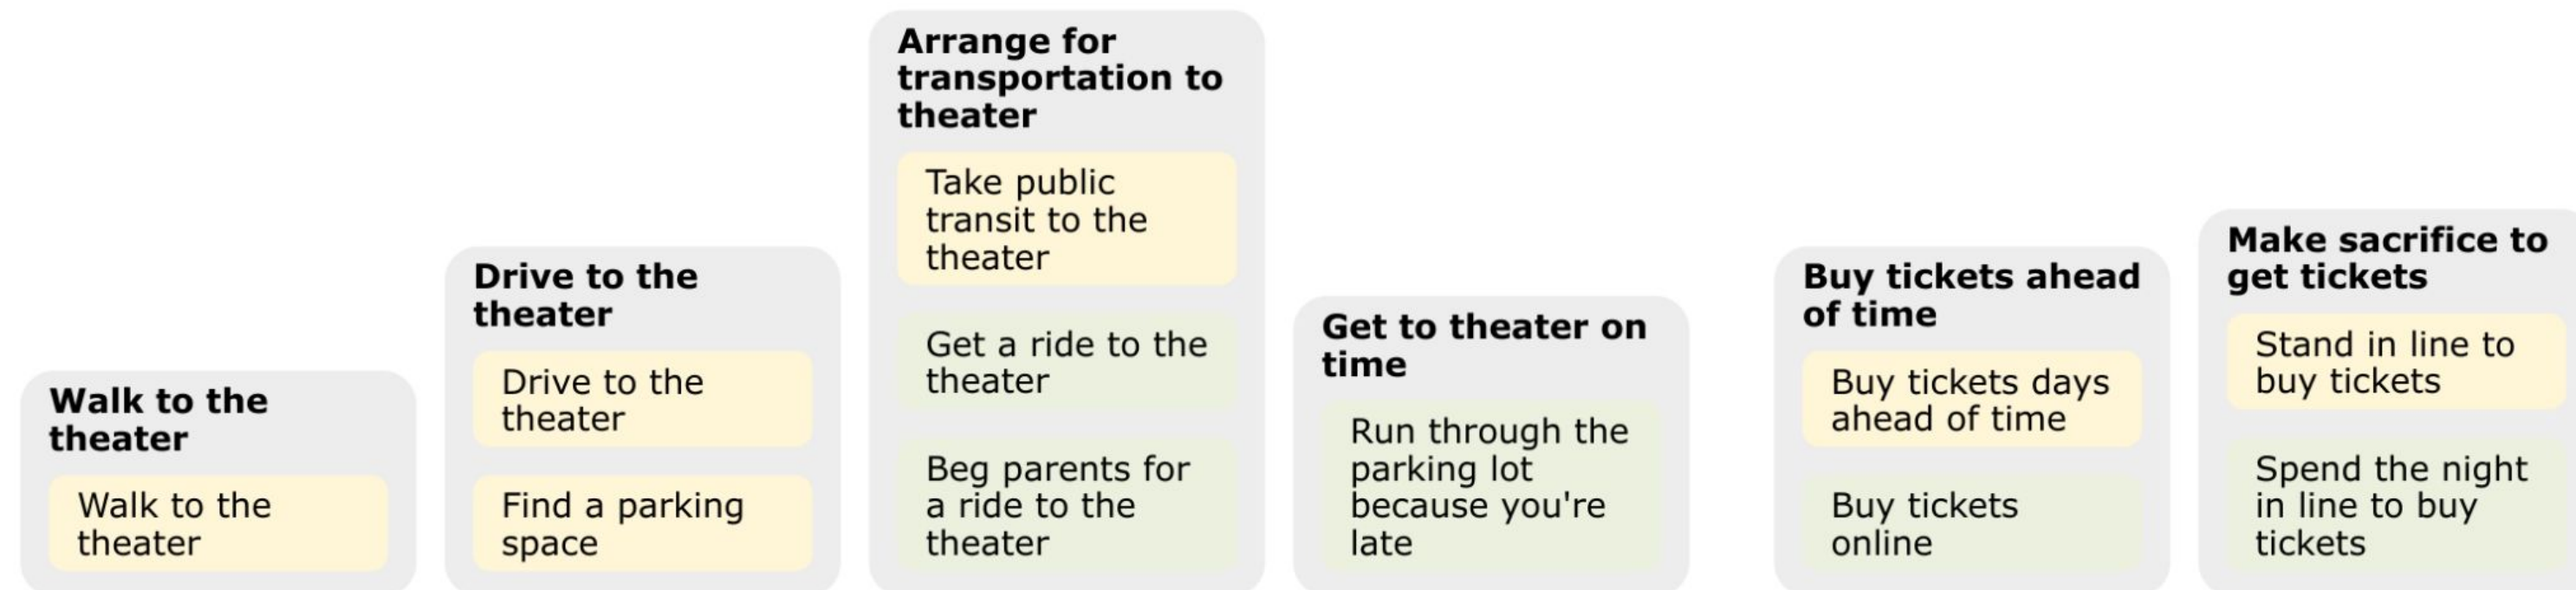 Walk to the
theater
Walk to the
theater
Drive to the
theater
Drive to the
theater
Find a parking
space
Arrange for
transportation to
theater
Take public
transit to the
theater
Get a ride to the
theater
Beg parents for
a ride to the
theater
Get to theater on
time
Run through the
parking lot
because you're
late
Buy tickets ahead
of time
Buy tickets days
ahead of time
Buy tickets
online
Make sacrifice to
get tickets
Stand in line to
buy tickets
Spend the night
in line to buy
tickets